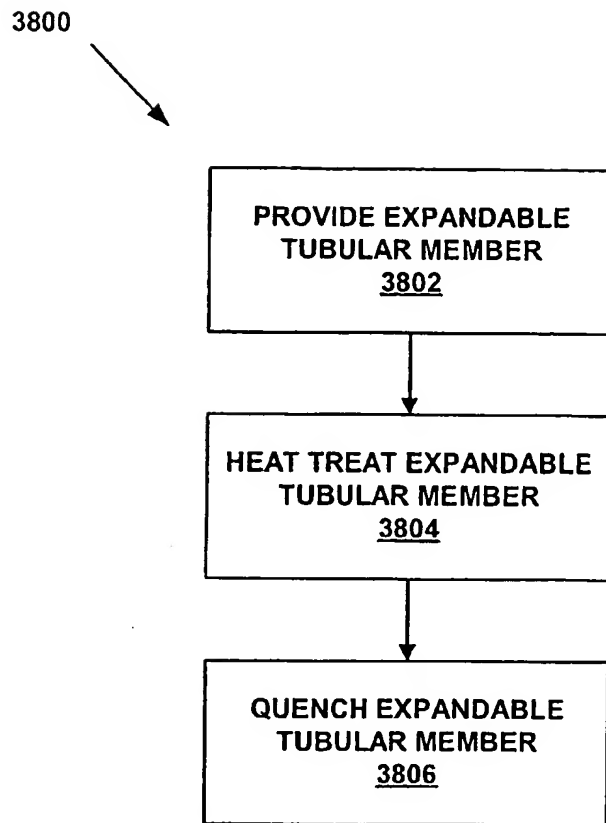 3800
PROVIDE EXPANDABLE
TUBULAR MEMBER
3802
HEAT TREAT EXPANDABLE
TUBULAR MEMBER
3804
QUENCH EXPANDABLE
TUBULAR MEMBER
3806